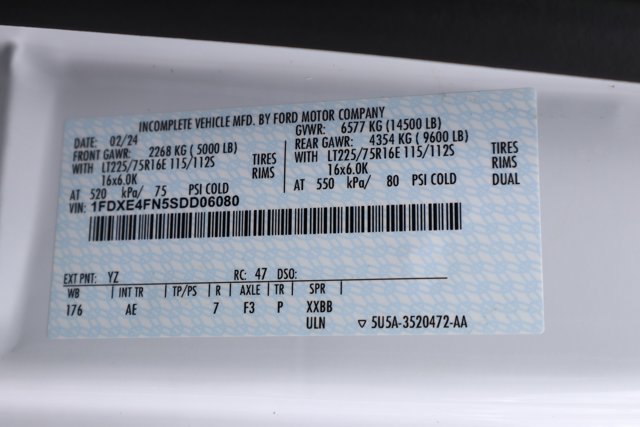 INCOMPLETE VEHICLE MFD. BY FORD MOTOR COMPANY
DATE: 02/24 GVWR: 6577 KG (14500 LB)
FRONT GAWR: 2268 KG ( 5000 LB) REAR GAWR: 4354 KG ( 9600 LB)
WITH LT225/75R16E 115/112S TIRES WITH LT225/75R16E 115/112S TIRES
16x6.0K RIMS 16x6.0K RIMS
AT 520 kPa/ 75 PSI COLD AT 550 kPa/ 80 PSI COLD DUAL
VIN: 1FDXE4FN5SDD06080
EXT PNT: YZ RC: 47 DSO:
WB INT TR TP/PS R AXLE TR SPR
176 AE 7 F3 P XXBB
ULN ▽ 5U5A-3520472-AA